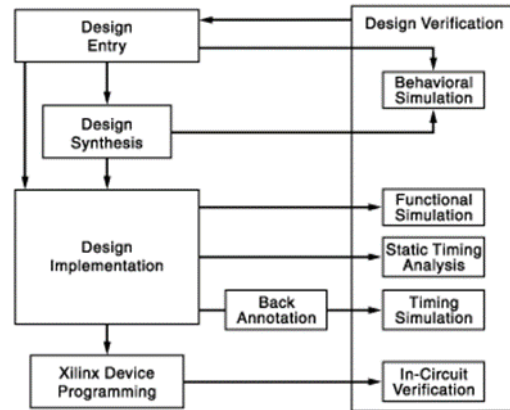 Design
Entry
Design Verification
Behavioral
Simulation
Design
Synthesis
Functional
Simulation
Design
Implementation
Static Timing
Analysis
Back
Annotation
Timing
Simulation
Xilinx Device
Programming
In-Circuit
Verification